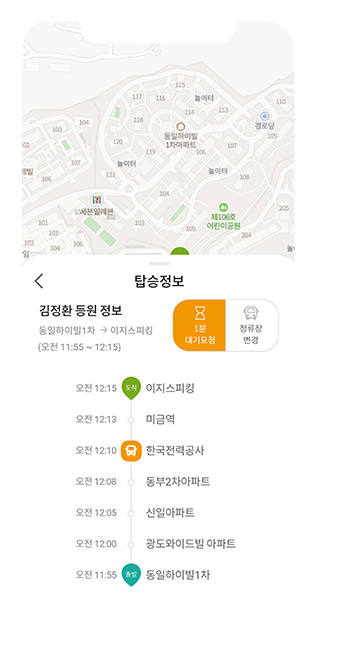 115
113
놀이터
117
116
115
110
118
114
111
경로당
104
120
동일하이빌
1차아파트
102
105
119
107
103
121
놀이터
101
놀이터
106
108
106
세븐일레븐
105
제106호
어린이공원
205
103
104
204
탑승정보
김정환 등원 정보
동일하이빌1차 → 이지스피킹
(오전 11:55 ~ 12:15)
1분
대기요청
정류장
변경
오전 12:15 도착 이지스피킹
오전 12:13 미금역
오전 12:10 한국전력공사
오전 12:08 동부2차아파트
오전 12:05 신일아파트
오전 12:00 광도와이드빌 아파트
오전 11:55 출발 동일하이빌1차